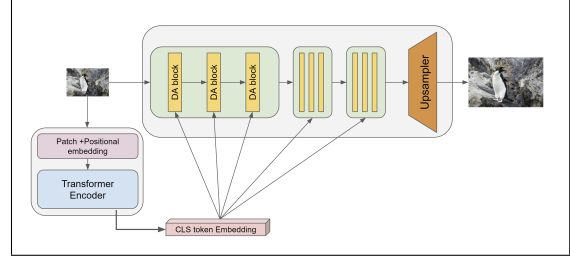 DA block
DA block
DA block
Upsampler
Patch +Positional
embedding
Transformer
Encoder
CLS token Embedding